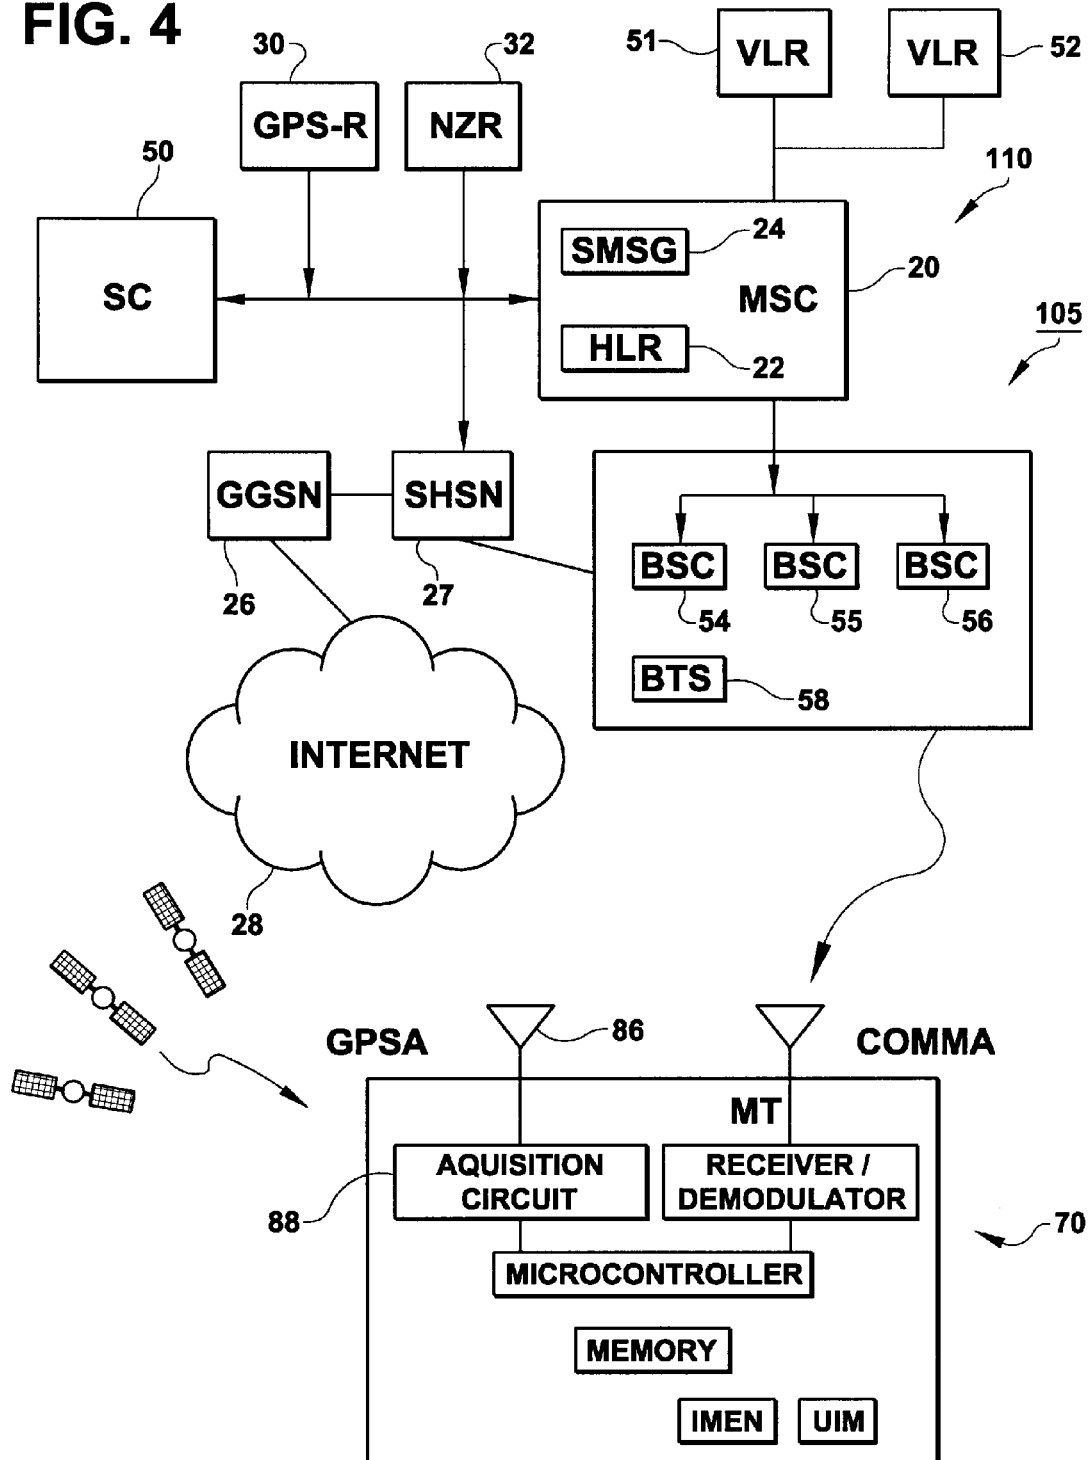 FIG. 4
30
32
51
VLR
VLR
52
GPS-R
NZR
50
110
SMSG
24
SC
MSC
20
HLR
22
105
GGSN
SHSN
26
27
BSC
BSC
BSC
54
55
56
BTS
58
INTERNET
28
GPSA
86
COMMA
MT
AQUISITION
CIRCUIT
RECEIVER /
DEMODULATOR
88
70
MICROCONTROLLER
MEMORY
IMEN
UIM